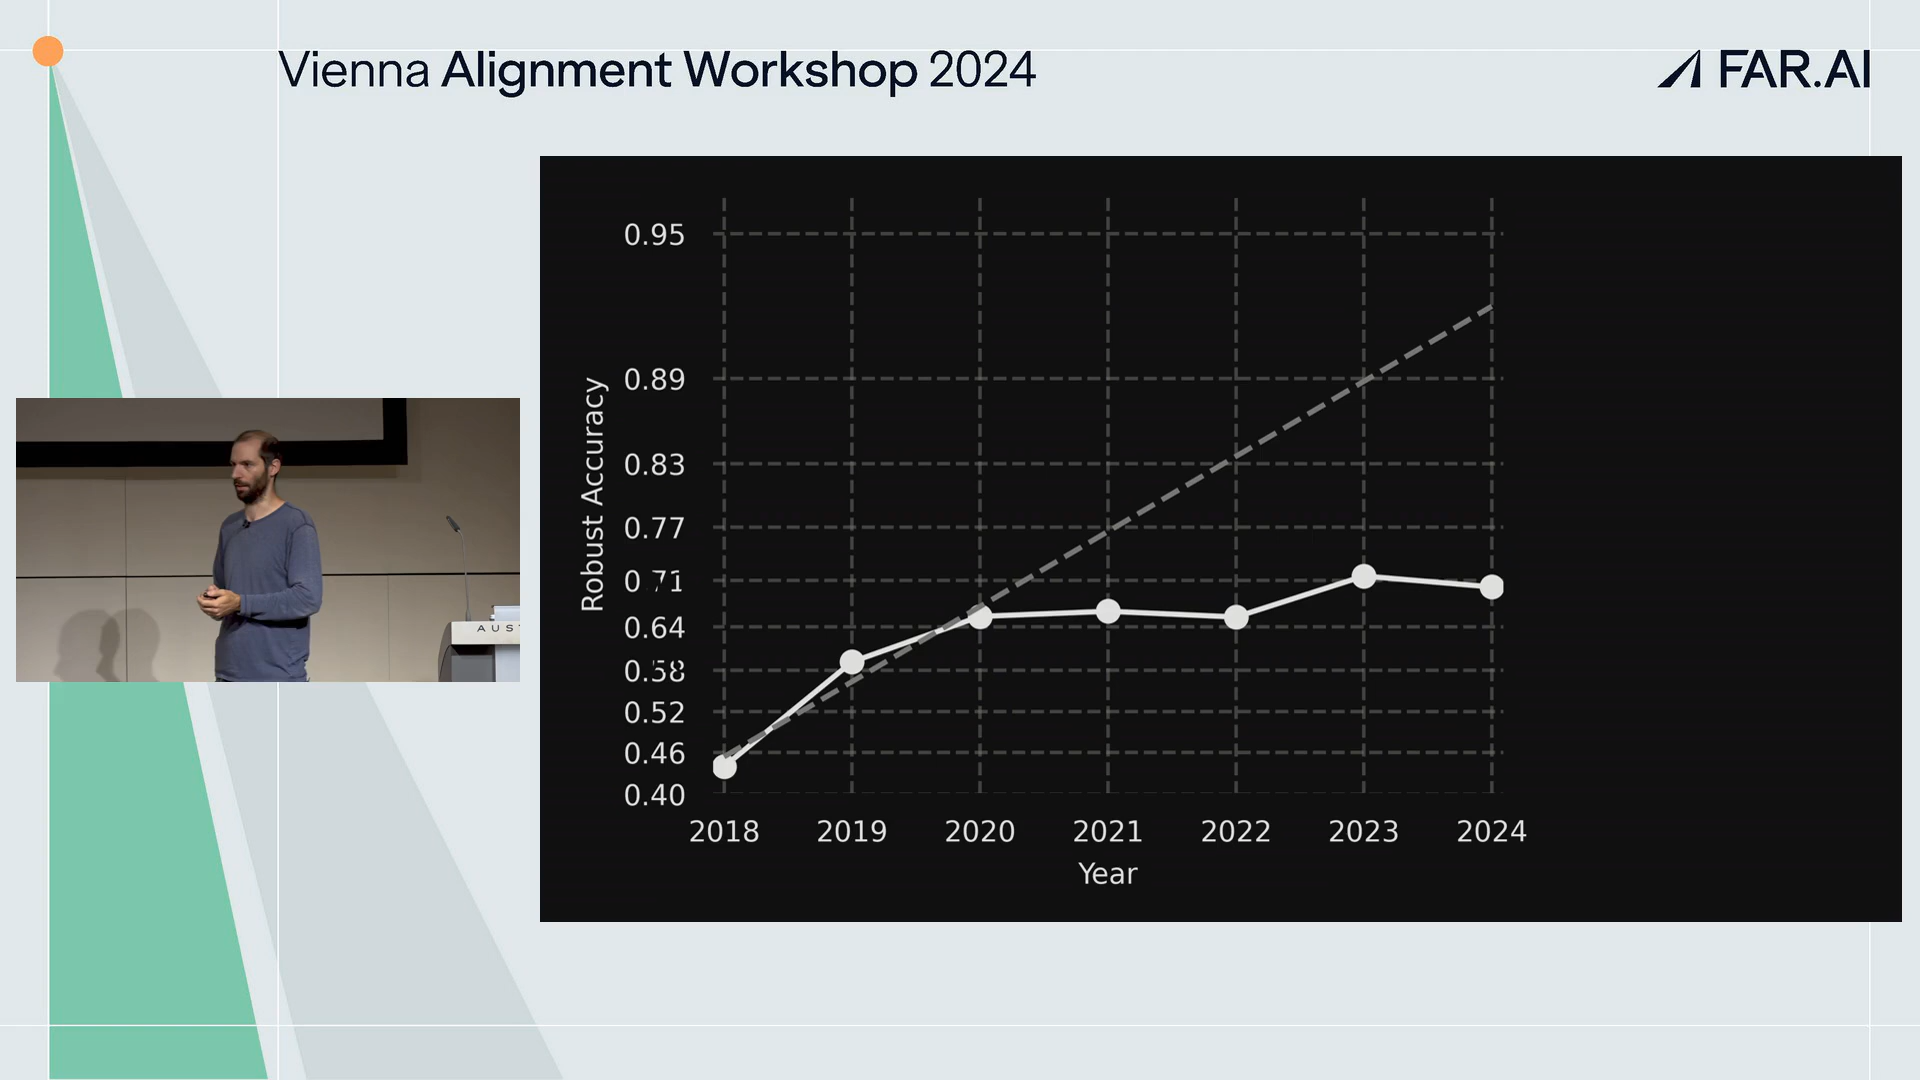 Vienna Alignment Workshop 2024
FAR.AI
0.95
0.89
0.83
0.77
0.71
0.64
0.58
0.52
0.46
0.40
Robust Accuracy
2018 2019 2020 2021 2022 2023 2024
Year
AUS